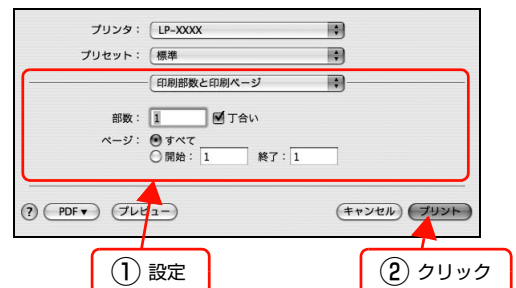 プリンタ： LP-XXXX
プリセット： 標準
印刷部数と印刷ページ
部数： 1 丁合い
ページ： すべて
開始： 1 終了： 1
? PDF▼ プレビュー キャンセル プリント
① 設定 ② クリック